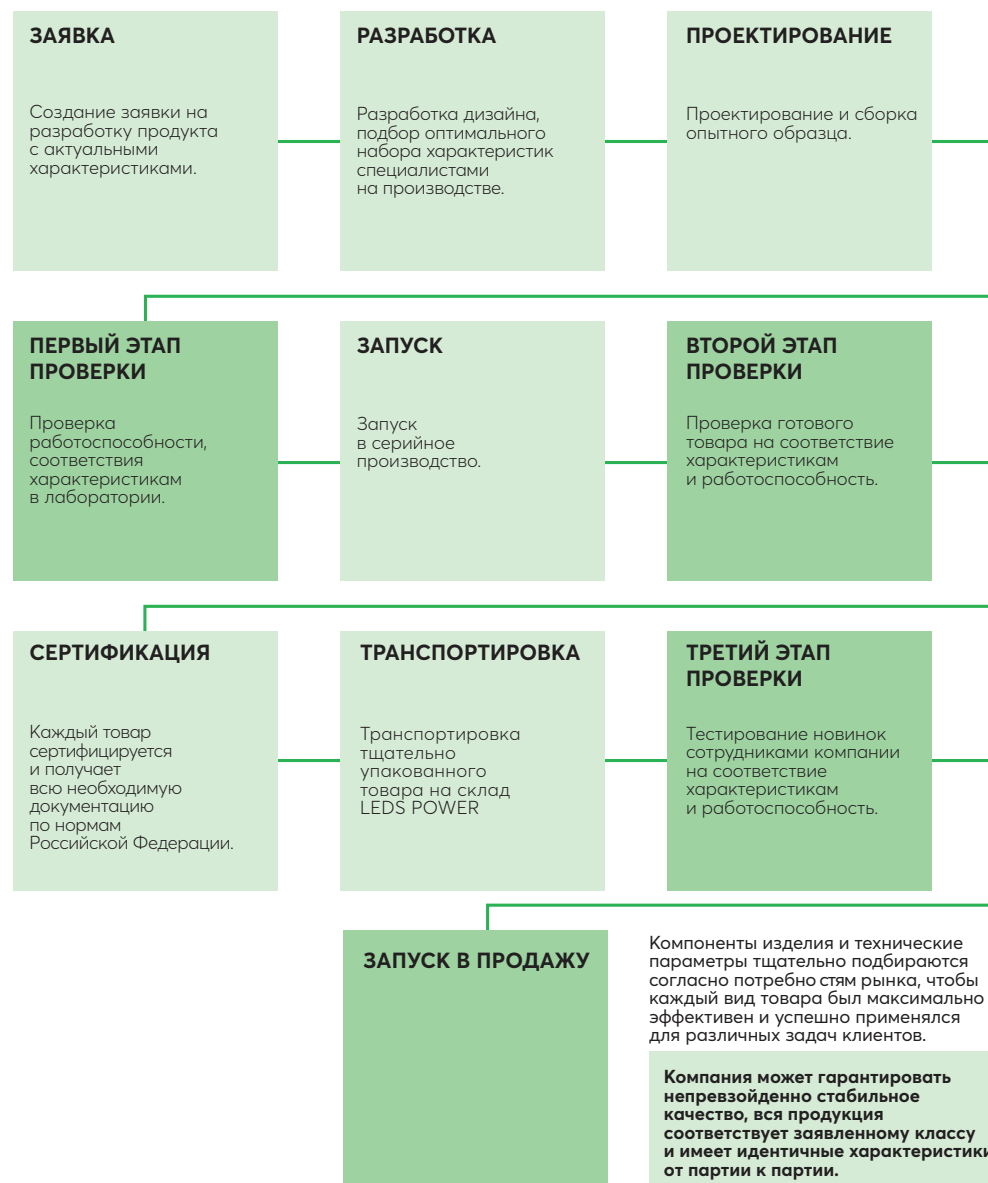 ЗАЯВКА
Создание заявки на
разработку продукта
с актуальными
характеристиками.
РАЗРАБОТКА
Разработка дизайна,
подбор оптимального
набора характеристик
специалистами
на производстве.
ПРОЕКТИРОВАНИЕ
Проектирование и сборка
опытного образца.
ПЕРВЫЙ ЭТАП
ПРОВЕРКИ
Проверка
работоспособности,
соответствия
характеристикам
в лаборатории.
ЗАПУСК
Запуск
в серийное
производство.
ВТОРОЙ ЭТАП
ПРОВЕРКИ
Проверка готового
товара на соответствие
характеристикам
и работоспособность.
СЕРТИФИКАЦИЯ
Каждый товар
сертифицируется
и получает
всю необходимую
документацию
по нормам
Российской Федерации.
ТРАНСПОРТИРОВКА
Транспортировка
тщательно
упакованного
товара на склад
LEDS POWER
ТРЕТИЙ ЭТАП
ПРОВЕРКИ
Тестирование новинок
сотрудниками компании
на соответствие
характеристикам
и работоспособность.
ЗАПУСК В ПРОДАЖУ
Компоненты изделия и технические
параметры тщательно подбираются
согласно потребно стям рынка, чтобы
каждый вид товара был максимально
эффективен и успешно применялся
для различных задач клиентов.
Компания может гарантировать
непревзойденно стабильное
качество, вся продукция
соответствует заявленному классу
и имеет идентичные характеристики
от партии к партии.